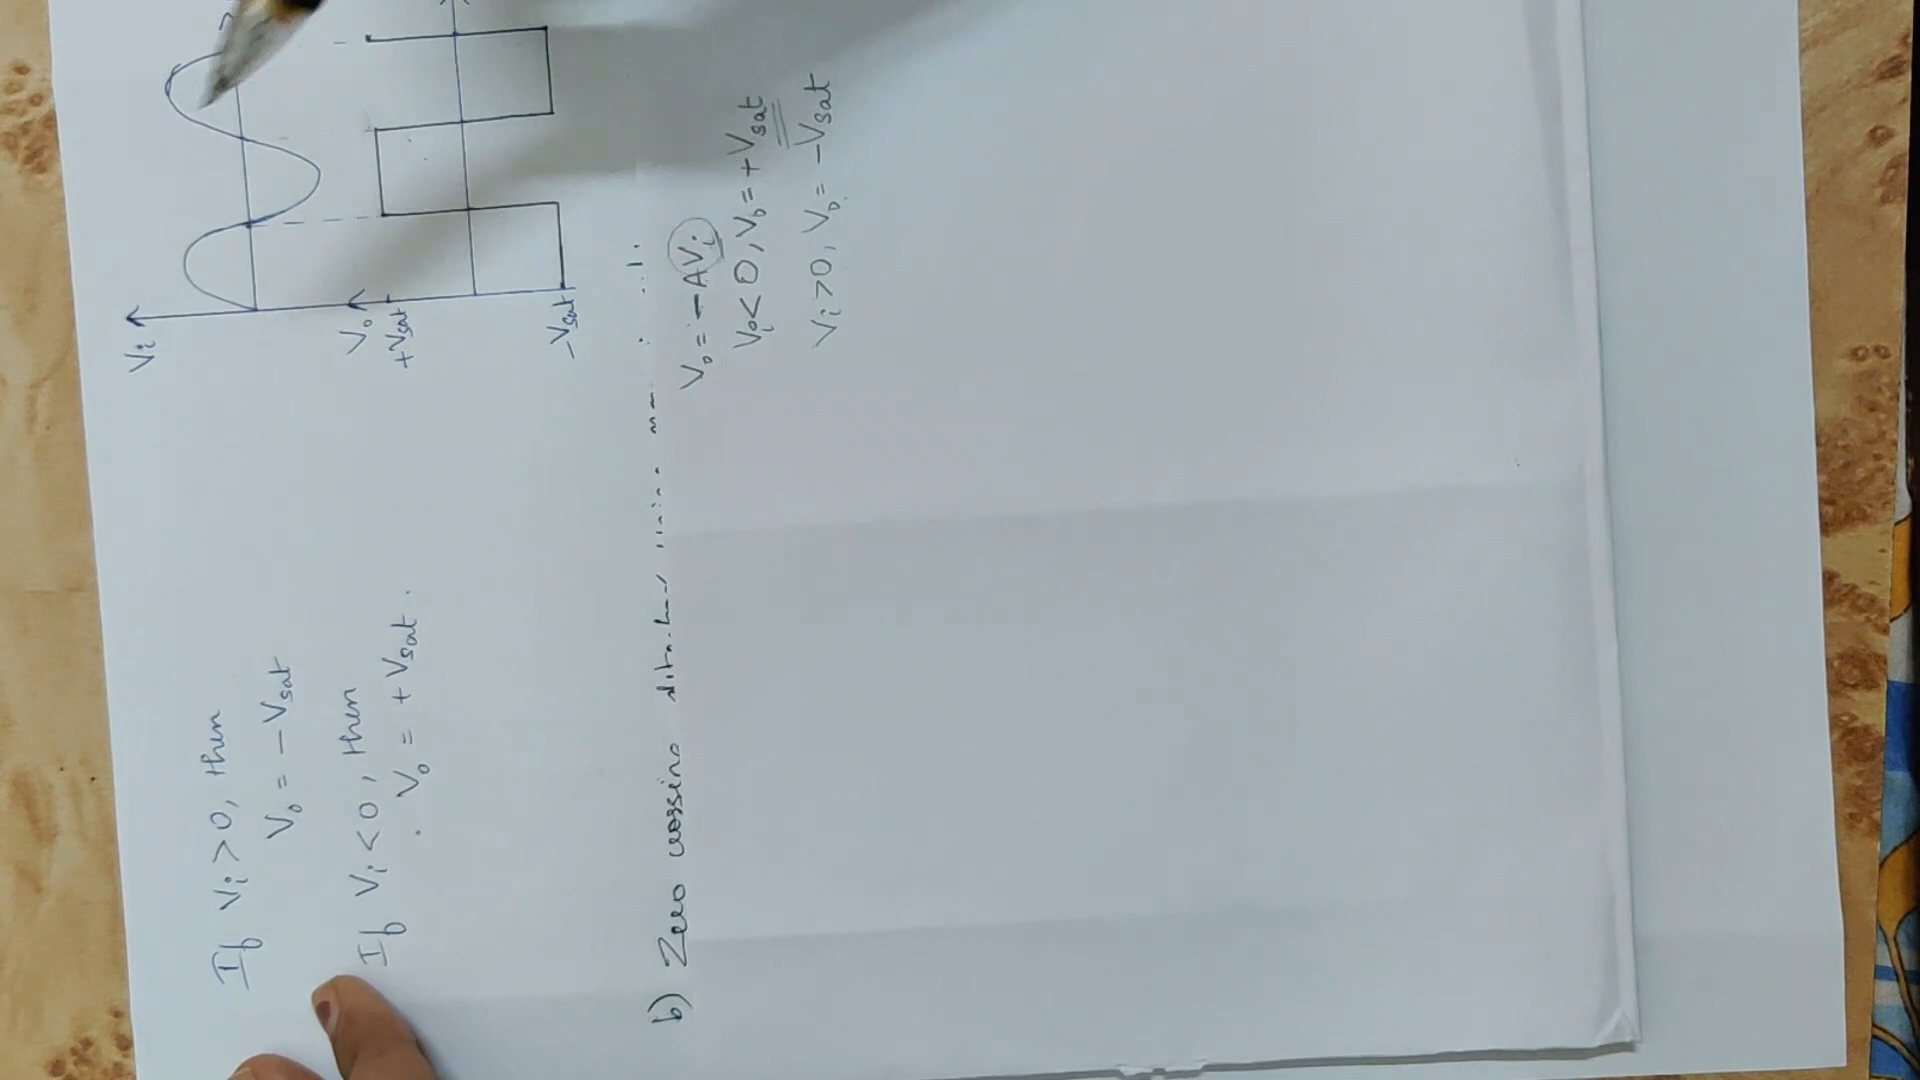 If Vi > 0, then
Vo = - Vsat
If Vi < 0, then
Vo = + Vsat.
Vi
Vo
+Vsat
-Vsat
b) Zero crossing
Vo = - AVi
Vi < 0, Vo = + Vsat
Vi > 0, Vo = - Vsat